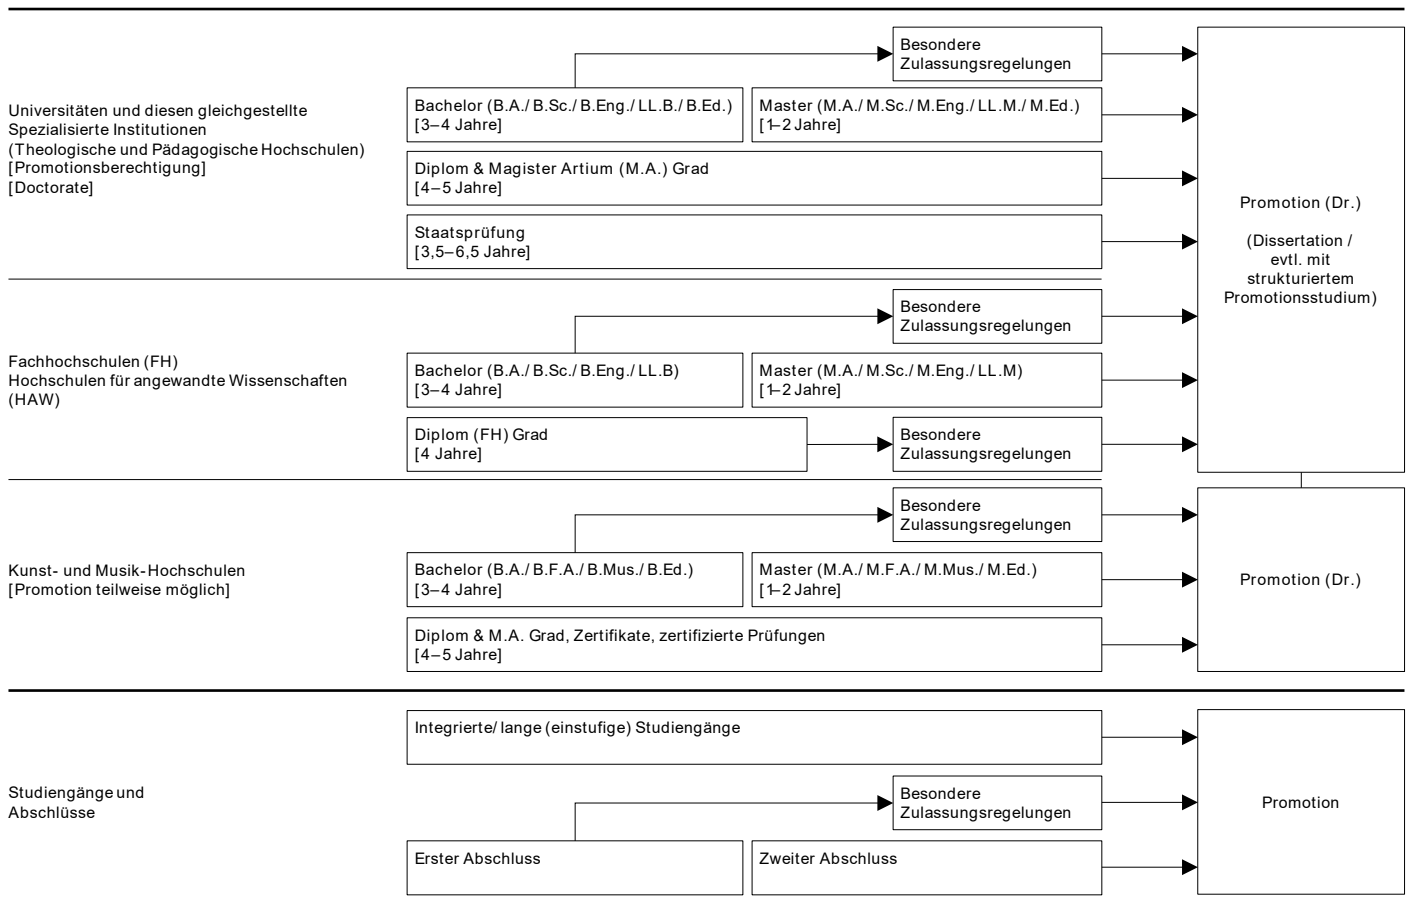 Universitäten und diesen gleichgestellte
Spezialisierte Institutionen
(Theologische und Pädagogische Hochschulen)
[Promotionsberechtigung]
[Doctorate]
Besondere
Zulassungsregelungen
Bachelor (B.A./ B.Sc./ B.Eng./ LL.B./ B.Ed.)
[3–4 Jahre]
Master (M.A./ M.Sc./ M.Eng./ LL.M./ M.Ed.)
[1–2 Jahre]
Diplom & Magister Artium (M.A.) Grad
[4–5 Jahre]
Staatsprüfung
[3,5–6,5 Jahre]
Promotion (Dr.)
(Dissertation /
evtl. mit
strukturiertem
Promotionsstudium)
Fachhochschulen (FH)
Hochschulen für angewandte Wissenschaften
(HAW)
Besondere
Zulassungsregelungen
Bachelor (B.A./ B.Sc./ B.Eng./ LL.B)
[3–4 Jahre]
Master (M.A./ M.Sc./ M.Eng./ LL.M)
[1–2 Jahre]
Diplom (FH) Grad
[4 Jahre]
Besondere
Zulassungsregelungen
Kunst- und Musik-Hochschulen
[Promotion teilweise möglich]
Besondere
Zulassungsregelungen
Bachelor (B.A./ B.F.A./ B.Mus./ B.Ed.)
[3–4 Jahre]
Master (M.A./ M.F.A./ M.Mus./ M.Ed.)
[1–2 Jahre]
Diplom & M.A. Grad, Zertifikate, zertifizierte Prüfungen
[4–5 Jahre]
Promotion (Dr.)
Studiengänge und
Abschlüsse
Integrierte/ lange (einstufige) Studiengänge
Besondere
Zulassungsregelungen
Erster Abschluss
Zweiter Abschluss
Promotion